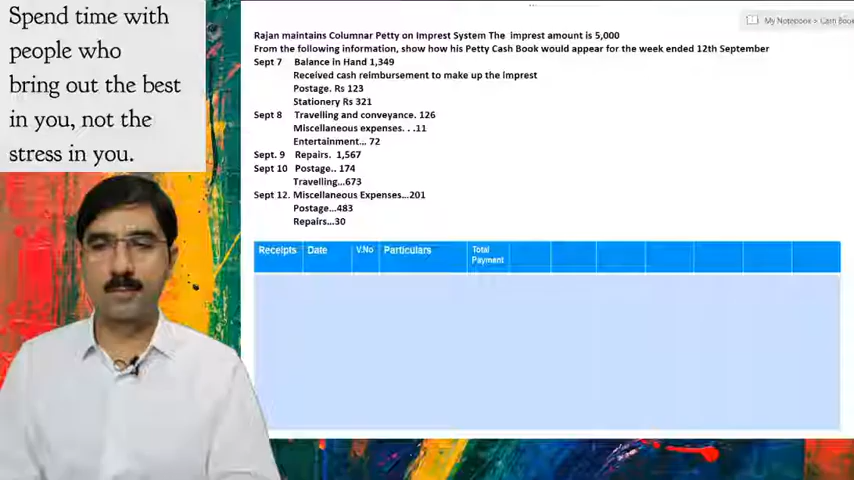 Spend time with
people who
bring out the best
in you, not the
stress in you.
My Notebook > Cash Book
Rajan maintains Columnar Petty on Imprest System The imprest amount is 5,000
From the following information, show how his Petty Cash Book would appear for the week ended 12th September
Sept 7 Balance in Hand 1,349
Received cash reimbursement to make up the imprest
Postage. Rs 123
Stationery Rs 321
Sept 8 Travelling and conveyance. 126
Miscellaneous expenses. . .11
Entertainment... 72
Sept. 9 Repairs. 1,567
Sept 10 Postage.. 174
Travelling...673
Sept 12. Miscellaneous Expenses...201
Postage...483
Repairs...30
Receipts Date V.No Particulars Total
Payment